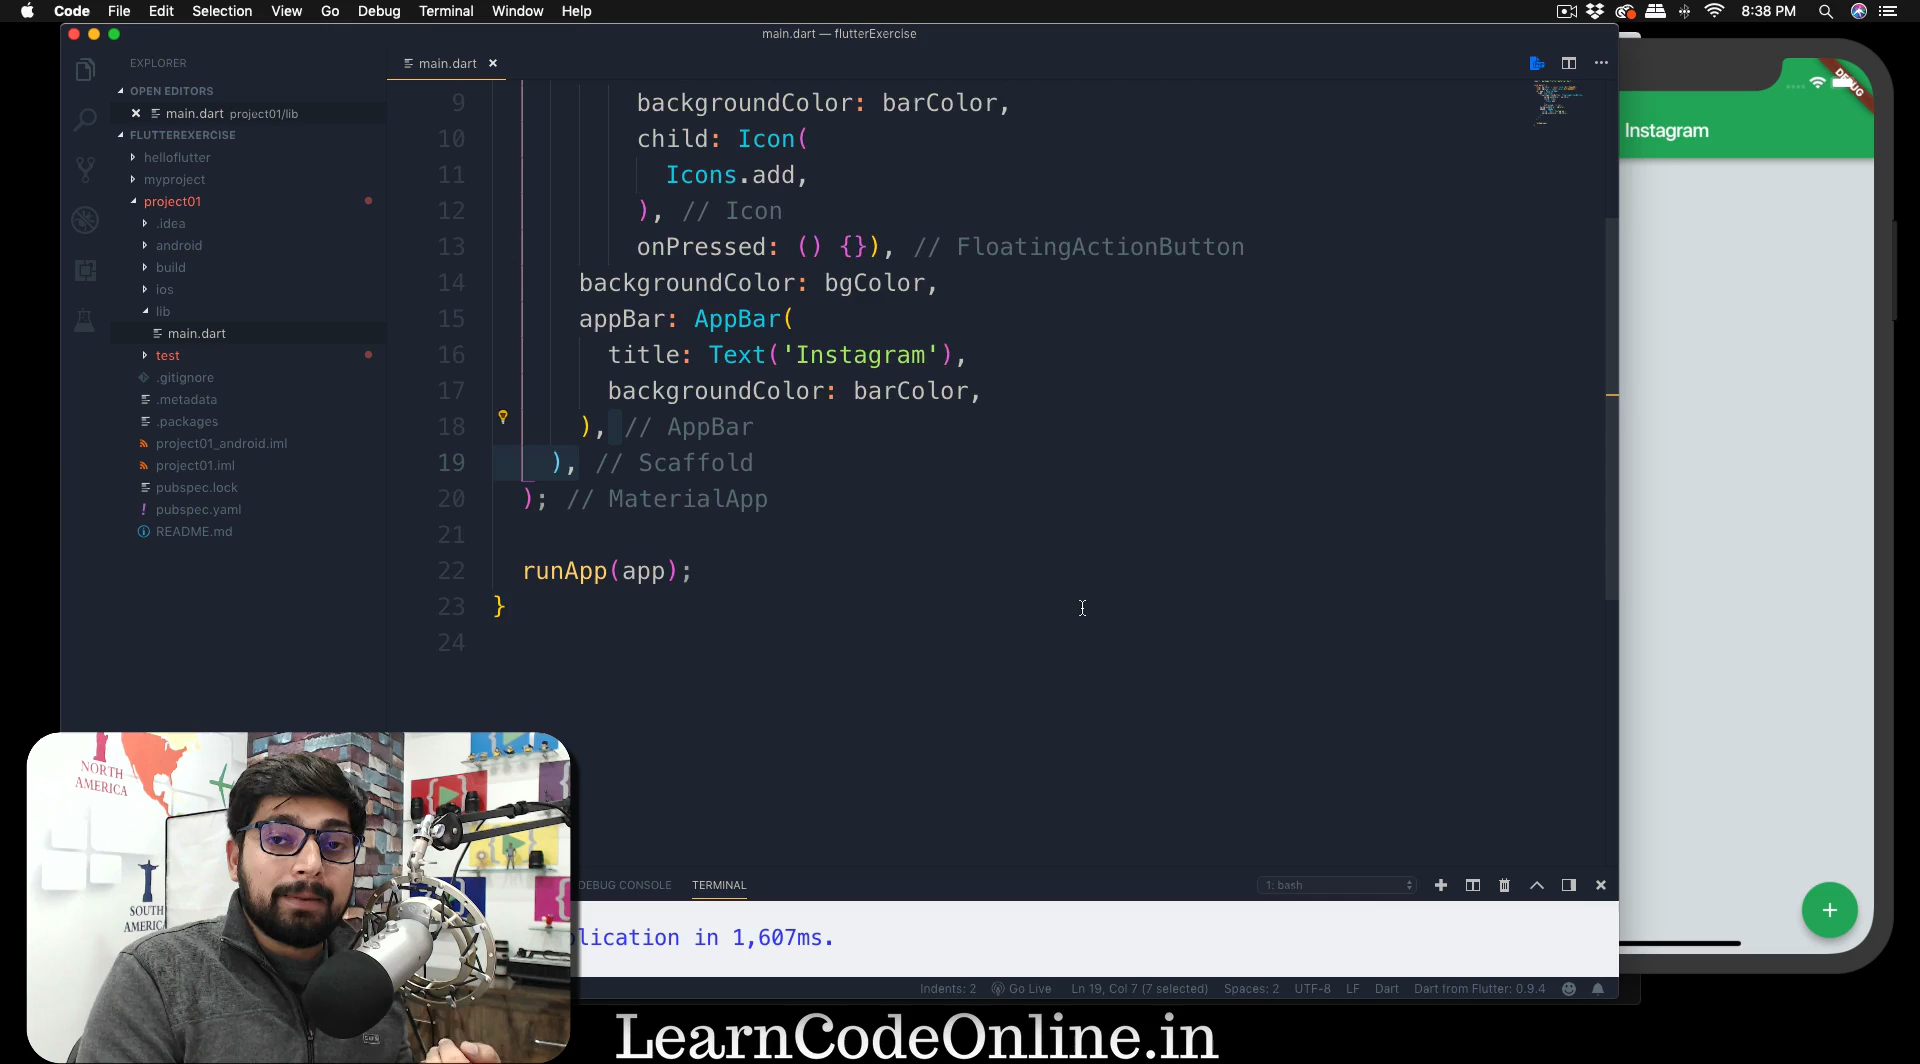 Code File Edit Selection View Go Debug Terminal Window Help
8:38 PM
main.dart — flutterExercise
EXPLORER
OPEN EDITORS
main.dart project01/lib
FLUTTEREXERCISE
helloflutter
myproject
project01
.idea
android
build
ios
lib
main.dart
test
.gitignore
.metadata
.packages
project01_android.iml
project01.iml
pubspec.lock
pubspec.yaml
README.md
main.dart
9 backgroundColor: barColor,
10 child: Icon(
11 Icons.add,
12 ), // Icon
13 onPressed: () {}), // FloatingActionButton
14 backgroundColor: bgColor,
15 appBar: AppBar(
16 title: Text('Instagram'),
17 backgroundColor: barColor,
18 ), // AppBar
19 ), // Scaffold
20 ); // MaterialApp
21
22 runApp(app);
23 }
24
DEBUG CONSOLE TERMINAL
1: bash
plication in 1,607ms.
Indents: 2 Go Live Ln 19, Col 7 (7 selected) Spaces: 2 UTF-8 LF Dart Dart from Flutter: 0.9.4
DEBUG
Instagram
+
NORTH
AMERICA
SOUTH
AMERICA
LearnCodeOnline.in